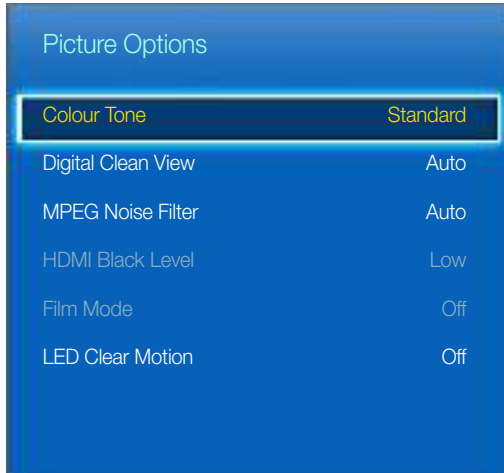 Picture Options
Colour Tone Standard
Digital Clean View Auto
MPEG Noise Filter Auto
HDMI Black Level Low
Film Mode Off
LED Clear Motion Off